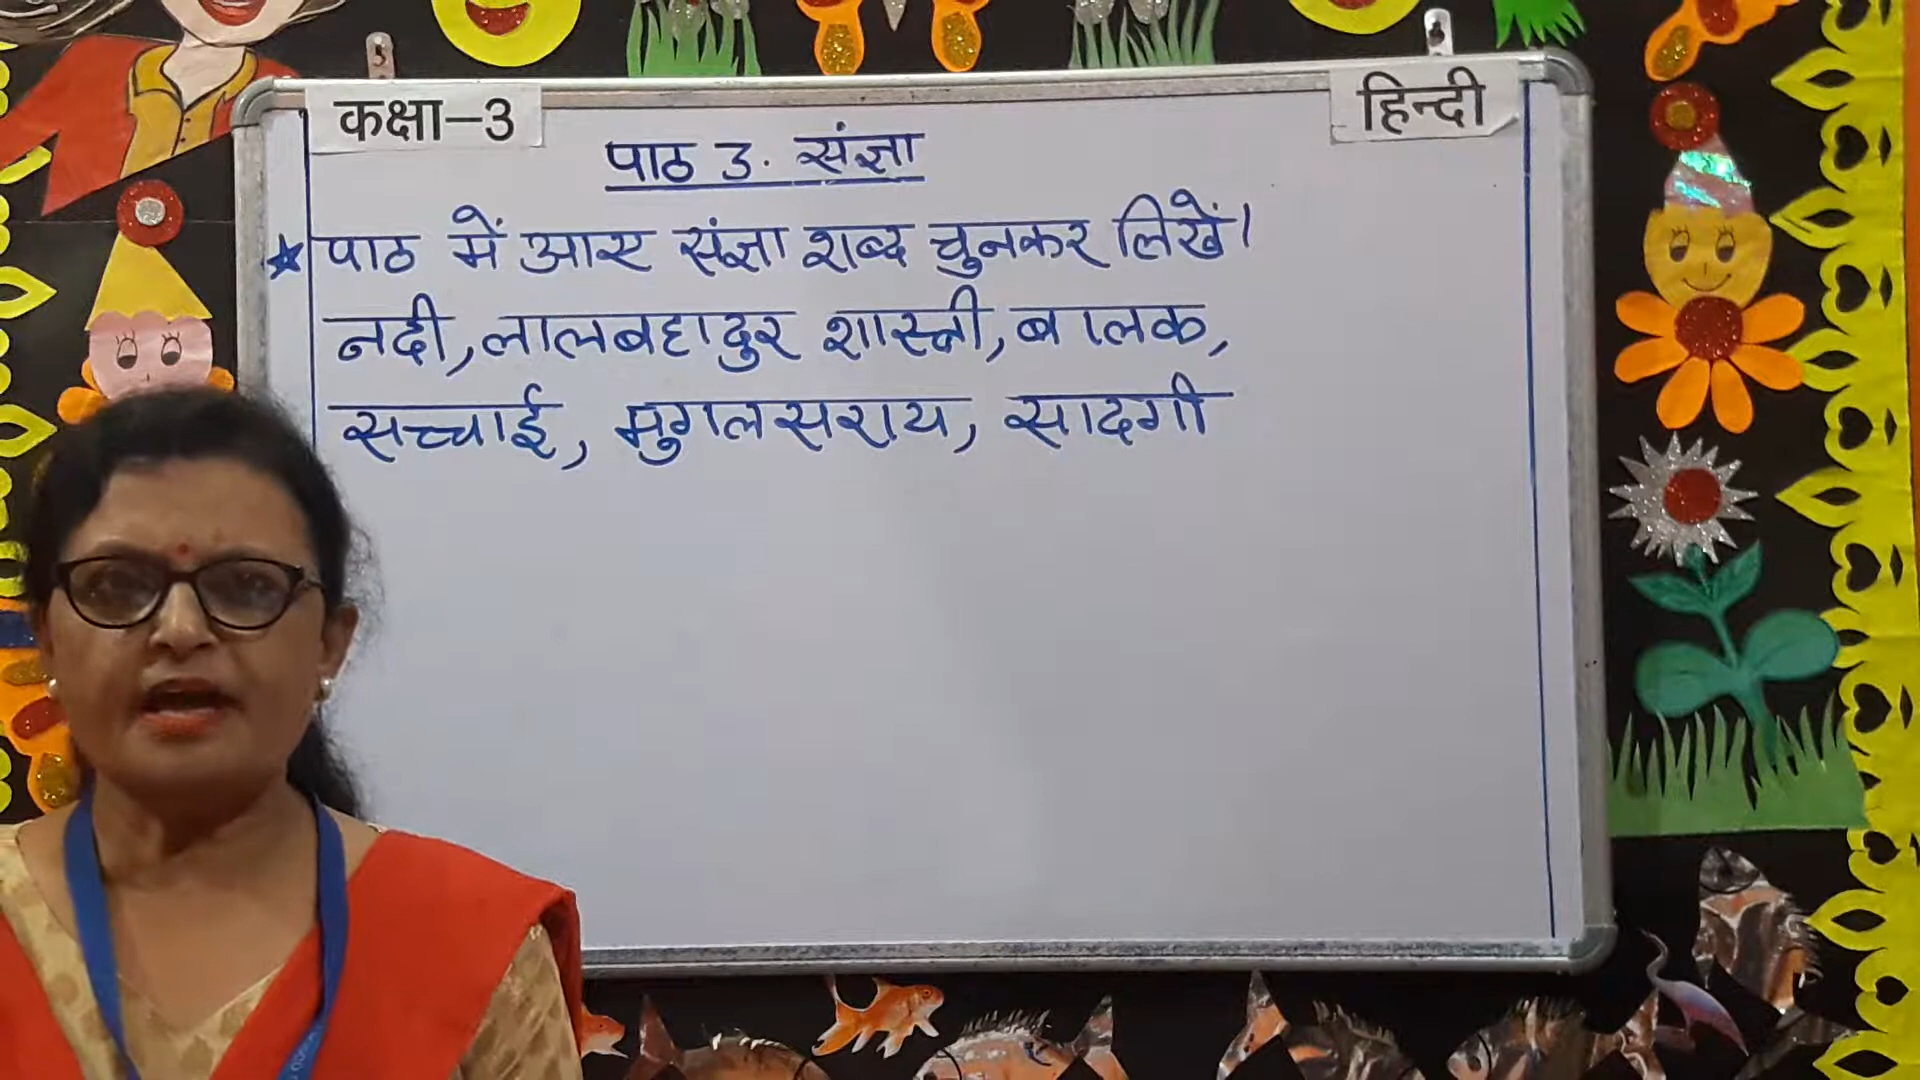 कक्षा–3
हिन्दी
पाठ 3. संज्ञा
★ पाठ में आए संज्ञा शब्द चुनकर लिखें।
नदी, लालबहादुर शास्त्री, बालक,
सच्चाई, मुगलसराय, सादगी